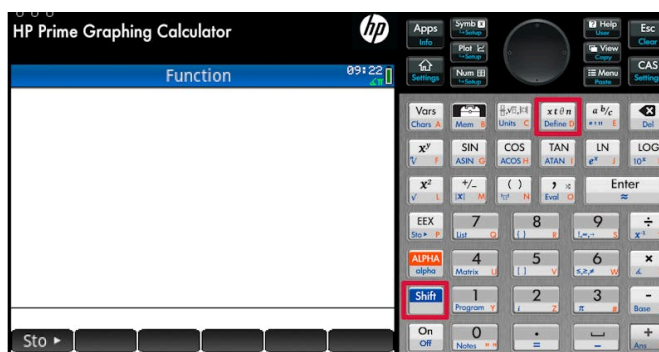 HP Prime Graphing Calculator
hp
Function
09:22
∡π
Sto ►
Apps
Info
Symb
↪Setup
Plot
↪Setup
Num
↪Setup
Settings
? Help
User
View
Copy
Menu
Paste
Esc
Clear
CAS
Settings
Vars
Chars A
Mem B
Units C
x t θ n
Define D
a b/c
E
Del
xʸ
F
SIN
ASIN G
COS
ACOS H
TAN
ATAN I
LN
eˣ J
LOG
10ˣ
x²
√ L
+/−
|x| M
( )
N
,
Eval O
Enter
≈
EEX
Sto ► P
7
List Q
8
{ } R
9
!,∞,→ S
÷
x⁻¹
ALPHA
alpha
4
Matrix U
5
[ ] V
6
≤,≥,≠ W
×
∡
Shift
1
Program Y
2
i Z
3
π #
−
Base
On
Off
0
Notes " "
.
=
_
+
Ans